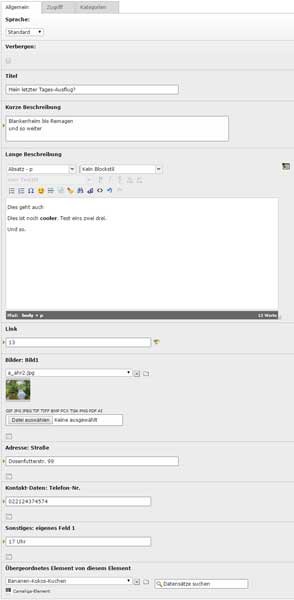 Allgemein Zugriff Kategorien
Sprache:
Standard
Verbergen:
Titel
Mein letzter Tages-Ausflug?
Kurze Beschreibung
Blankenheim bis Remagen
und so weiter
Lange Beschreibung
Absatz - p Kein Blockstil
Kein Textstil
Dies geht auch
Dies ist noch cooler. Test eins zwei drei.
Und so.
Pfad: body » p 13 Worte
Link
13
Bilder: Bild1
a_ahr2.jpg
GIF JPG JPEG TIF TIFF BMP PCX TGA PNG PDF AI
Datei auswählen Keine ausgewählt
Adresse: Straße
Dosenfutterstr. 99
Kontakt-Daten: Telefon-Nr.
022124374574
Sonstiges: eigenes Feld 1
17 Uhr
Übergeordnetes Element von diesem Element
Bananen-Kokos-Kuchen Datensätze suchen
Camaliga-Element